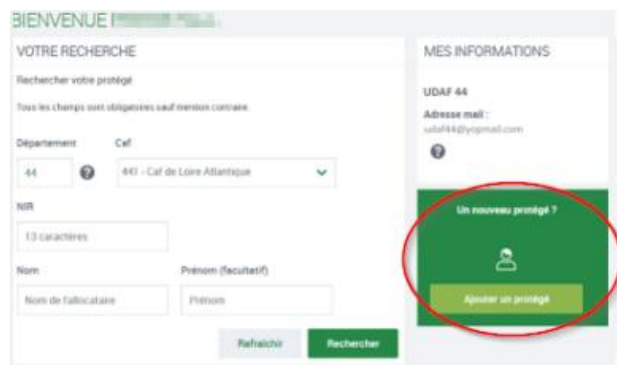 BIENVENUE
VOTRE RECHERCHE
Rechercher votre protégé
Tous les champs sont obligatoires sauf mention contraire.
Département
Caf
44
?
441 - Caf de Loire Atlantique
NIR
13 caractères
Nom
Prénom (facultatif)
Nom de l'allocataire
Prénom
Rafraîchir
Rechercher
MES INFORMATIONS
UDAF 44
Adresse mail :
udaf44@yopmail.com
?
Un nouveau protégé ?
Ajouter un protégé